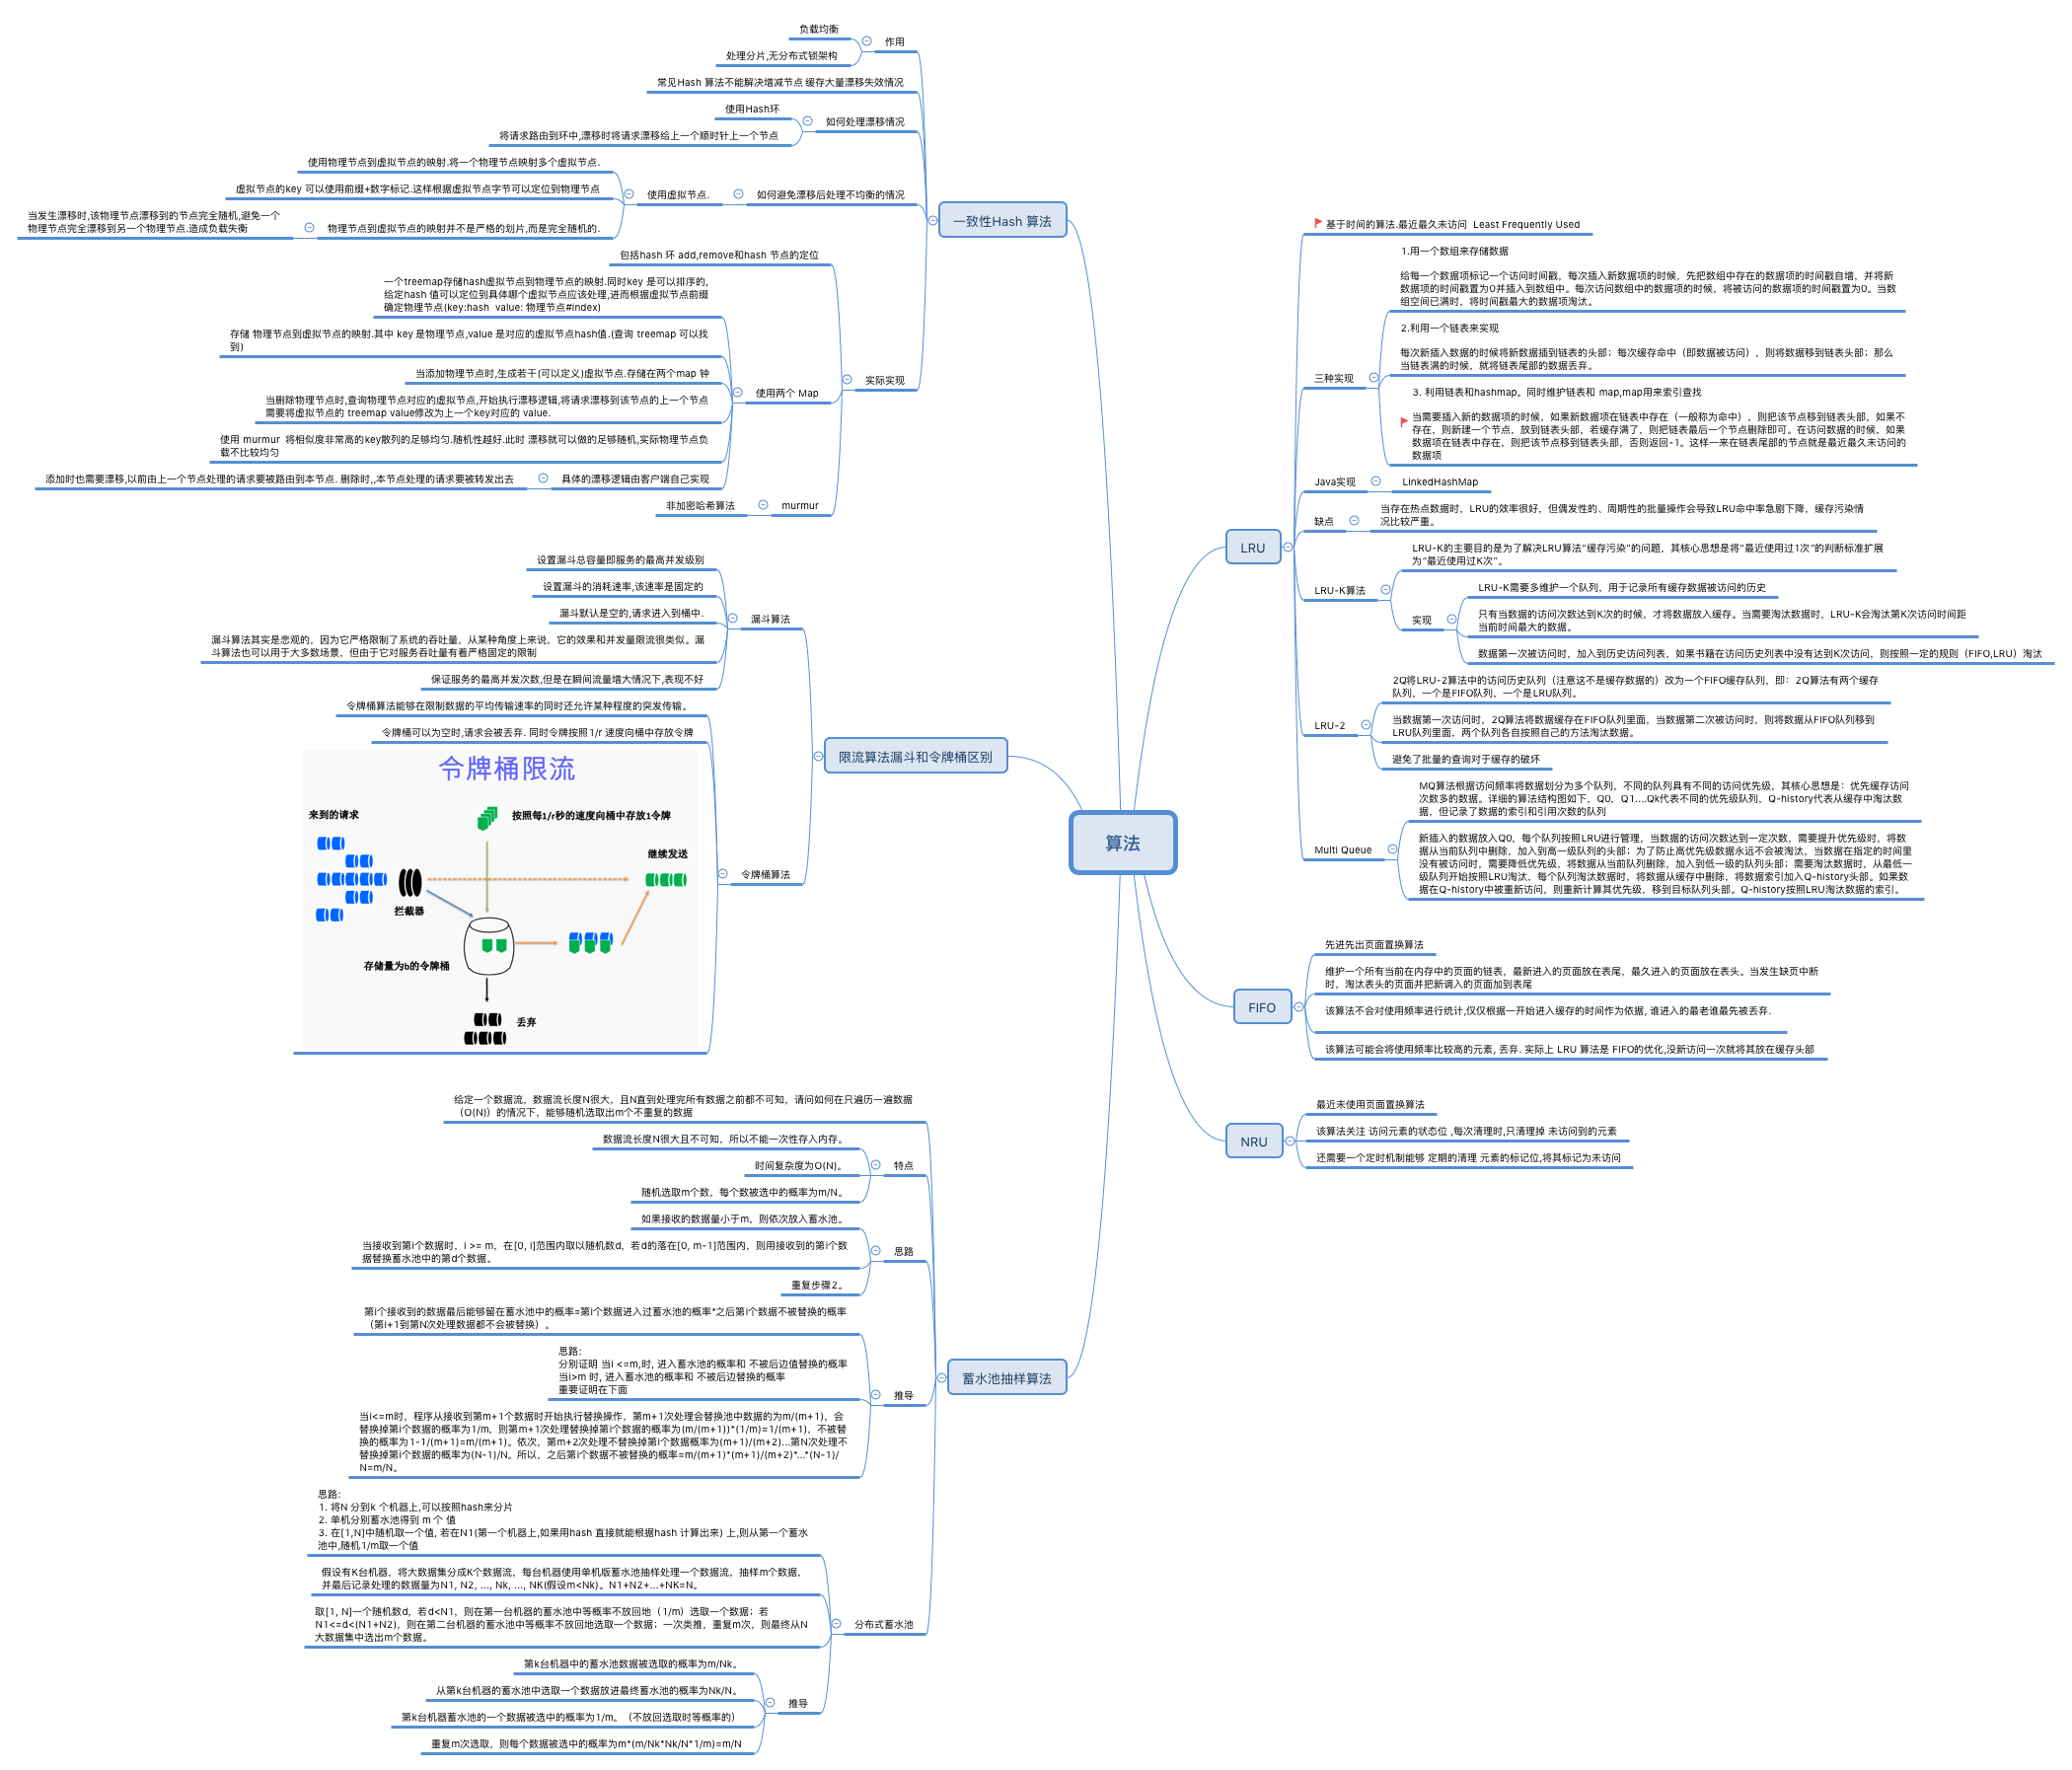 算法
一致性Hash 算法
作用
负载均衡
处理分片,无分布式锁架构
常见Hash 算法不能解决增减节点 缓存大量漂移失效情况
如何处理漂移情况
使用Hash环
将请求路由到环中,漂移时将请求漂移给上一个顺时针上一个节点
如何避免漂移后处理不均衡的情况
使用虚拟节点.
使用物理节点到虚拟节点的映射.将一个物理节点映射多个虚拟节点.
虚拟节点的key 可以使用前缀+数字标记.这样根据虚拟节点字节可以定位到物理节点
物理节点到虚拟节点的映射并不是严格的划片,而是完全随机的.
当发生漂移时,该物理节点漂移到的节点完全随机,避免一个
物理节点完全漂移到另一个物理节点.造成负载失衡
实际实现
包括hash 环 add,remove和hash 节点的定位
使用两个 Map
一个treemap存储hash虚拟节点到物理节点的映射.同时key 是可以排序的,
给定hash 值可以定位到具体哪个虚拟节点应该处理,进而根据虚拟节点前缀
确定物理节点(key:hash  value: 物理节点#index)
存储 物理节点到虚拟节点的映射.其中 key 是物理节点,value 是对应的虚拟节点hash值.(查询 treemap 可以找
到)
当添加物理节点时,生成若干(可以定义)虚拟节点.存储在两个map 钟
当删除物理节点时,查询物理节点对应的虚拟节点,开始执行漂移逻辑,将请求漂移到该节点的上一个节点
需要将虚拟节点的 treemap value修改为上一个key对应的 value.
使用 murmur  将相似度非常高的key散列的足够均匀.随机性越好.此时 漂移就可以做的足够随机,实际物理节点负
载不比较均匀
具体的漂移逻辑由客户端自己实现
添加时也需要漂移,以前由上一个节点处理的请求要被路由到本节点. 删除时,,本节点处理的请求要被转发出去
murmur
非加密哈希算法
限流算法漏斗和令牌桶区别
漏斗算法
设置漏斗总容量即服务的最高并发级别
设置漏斗的消耗速率,该速率是固定的
漏斗默认是空的,请求进入到桶中.
漏斗算法其实是悲观的，因为它严格限制了系统的吞吐量，从某种角度上来说，它的效果和并发量限流很类似。漏
斗算法也可以用于大多数场景，但由于它对服务吞吐量有着严格固定的限制
保证服务的最高并发次数,但是在瞬间流量增大情况下,表现不好
令牌桶算法
令牌桶算法能够在限制数据的平均传输速率的同时还允许某种程度的突发传输。
令牌桶可以为空时,请求会被丢弃. 同时令牌按照1/r 速度向桶中存放令牌
令牌桶限流
来到的请求
按照每1/r秒的速度向桶中存放1令牌
继续发送
拦截器
存储量为b的令牌桶
丢弃
蓄水池抽样算法
给定一个数据流，数据流长度N很大，且N直到处理完所有数据之前都不可知，请问如何在只遍历一遍数据
（O(N)）的情况下，能够随机选取出m个不重复的数据
特点
数据流长度N很大且不可知，所以不能一次性存入内存。
时间复杂度为O(N)。
随机选取m个数，每个数被选中的概率为m/N。
思路
如果接收的数据量小于m，则依次放入蓄水池。
当接收到第i个数据时，i >= m，在[0, i]范围内取以随机数d，若d的落在[0, m-1]范围内，则用接收到的第i个数
据替换蓄水池中的第d个数据。
重复步骤2。
推导
第i个接收到的数据最后能够留在蓄水池中的概率=第i个数据进入过蓄水池的概率*之后第i个数据不被替换的概率
（第i+1到第N次处理数据都不会被替换）。
思路:
分别证明 当i <=m,时, 进入蓄水池的概率和 不被后边值替换的概率
当i>m 时, 进入蓄水池的概率和 不被后边替换的概率
重要证明在下面
当i<=m时，程序从接收到第m+1个数据时开始执行替换操作，第m+1次处理会替换池中数据的为m/(m+1)，会
替换掉第i个数据的概率为1/m，则第m+1次处理替换掉第i个数据的概率为(m/(m+1))*(1/m)=1/(m+1)，不被替
换的概率为1-1/(m+1)=m/(m+1)。依次，第m+2次处理不替换掉第i个数据概率为(m+1)/(m+2)...第N次处理不
替换掉第i个数据的概率为(N-1)/N。所以，之后第i个数据不被替换的概率=m/(m+1)*(m+1)/(m+2)*...*(N-1)/
N=m/N。
分布式蓄水池
思路:
1. 将N 分到k 个机器上,可以按照hash来分片
2. 单机分别蓄水池得到 m 个 值
3. 在[1,N]中随机取一个值, 若在N1(第一个机器上,如果用hash 直接就能根据hash 计算出来) 上,则从第一个蓄水
池中,随机1/m取一个值
假设有K台机器，将大数据集分成K个数据流，每台机器使用单机版蓄水池抽样处理一个数据流，抽样m个数据，
并最后记录处理的数据量为N1, N2, ..., Nk, ..., NK(假设m<Nk)。N1+N2+...+NK=N。
取[1, N]一个随机数d，若d<N1，则在第一台机器的蓄水池中等概率不放回地（1/m）选取一个数据；若
N1<=d<(N1+N2)，则在第二台机器的蓄水池中等概率不放回地选取一个数据；一次类推，重复m次，则最终从N
大数据集中选出m个数据。
推导
第k台机器中的蓄水池数据被选取的概率为m/Nk。
从第k台机器的蓄水池中选取一个数据放进最终蓄水池的概率为Nk/N。
第k台机器蓄水池的一个数据被选中的概率为1/m。（不放回选取时等概率的）
重复m次选取，则每个数据被选中的概率为m*(m/Nk*Nk/N*1/m)=m/N
LRU
基于时间的算法.最近最久未访问  Least Frequently Used
三种实现
1.用一个数组来存储数据
给每一个数据项标记一个访问时间戳，每次插入新数据项的时候，先把数组中存在的数据项的时间戳自增，并将新
数据项的时间戳置为0并插入到数组中。每次访问数组中的数据项的时候，将被访问的数据项的时间戳置为0。当数
组空间已满时，将时间戳最大的数据项淘汰。
2.利用一个链表来实现
每次新插入数据的时候将新数据插到链表的头部；每次缓存命中（即数据被访问），则将数据移到链表头部；那么
当链表满的时候，就将链表尾部的数据丢弃。
3. 利用链表和hashmap。同时维护链表和 map,map用来索引查找
当需要插入新的数据项的时候，如果新数据项在链表中存在（一般称为命中），则把该节点移到链表头部，如果不
存在，则新建一个节点，放到链表头部，若缓存满了，则把链表最后一个节点删除即可。在访问数据的时候，如果
数据项在链表中存在，则把该节点移到链表头部，否则返回-1。这样一来在链表尾部的节点就是最近最久未访问的
数据项
Java实现
LinkedHashMap
缺点
当存在热点数据时，LRU的效率很好，但偶发性的、周期性的批量操作会导致LRU命中率急剧下降，缓存污染情
况比较严重。
LRU-K算法
LRU-K的主要目的是为了解决LRU算法“缓存污染”的问题，其核心思想是将“最近使用过1次”的判断标准扩展
为“最近使用过K次”。
实现
LRU-K需要多维护一个队列，用于记录所有缓存数据被访问的历史
只有当数据的访问次数达到K次的时候，才将数据放入缓存。当需要淘汰数据时，LRU-K会淘汰第K次访问时间距
当前时间最大的数据。
数据第一次被访问时，加入到历史访问列表，如果书籍在访问历史列表中没有达到K次访问，则按照一定的规则（FIFO,LRU）淘汰
LRU-2
2Q将LRU-2算法中的访问历史队列（注意这不是缓存数据的）改为一个FIFO缓存队列，即：2Q算法有两个缓存
队列，一个是FIFO队列，一个是LRU队列。
当数据第一次访问时，2Q算法将数据缓存在FIFO队列里面，当数据第二次被访问时，则将数据从FIFO队列移到
LRU队列里面，两个队列各自按照自己的方法淘汰数据。
避免了批量的查询对于缓存的破坏
Multi Queue
MQ算法根据访问频率将数据划分为多个队列，不同的队列具有不同的访问优先级，其核心思想是：优先缓存访问
次数多的数据。详细的算法结构图如下，Q0，Q1....Qk代表不同的优先级队列，Q-history代表从缓存中淘汰数
据，但记录了数据的索引和引用次数的队列
新插入的数据放入Q0，每个队列按照LRU进行管理，当数据的访问次数达到一定次数，需要提升优先级时，将数
据从当前队列中删除，加入到高一级队列的头部；为了防止高优先级数据永远不会被淘汰，当数据在指定的时间里
没有被访问时，需要降低优先级，将数据从当前队列删除，加入到低一级的队列头部；需要淘汰数据时，从最低一
级队列开始按照LRU淘汰，每个队列淘汰数据时，将数据从缓存中删除，将数据索引加入Q-history头部。如果数
据在Q-history中被重新访问，则重新计算其优先级，移到目标队列头部。Q-history按照LRU淘汰数据的索引。
FIFO
先进先出页面置换算法
维护一个所有当前在内存中的页面的链表，最新进入的页面放在表尾，最久进入的页面放在表头。当发生缺页中断
时，淘汰表头的页面并把新调入的页面加到表尾
该算法不会对使用频率进行统计,仅仅根据一开始进入缓存的时间作为依据, 谁进入的最老谁最先被丢弃.
该算法可能会将使用频率比较高的元素, 丢弃. 实际上 LRU 算法是 FIFO的优化,没新访问一次就将其放在缓存头部
NRU
最近未使用页面置换算法
该算法关注 访问元素的状态位 ,每次清理时,只清理掉 未访问到的元素
还需要一个定时机制能够 定期的清理 元素的标记位,将其标记为未访问